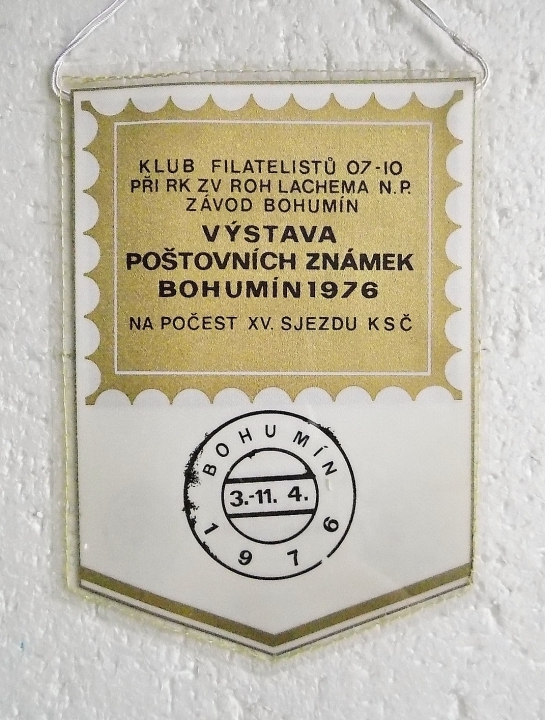 KLUB FILATELISTŮ 07-10
PŘI RK ZV ROH LACHEMA N.P.
ZÁVOD BOHUMÍN
VÝSTAVA
POŠTOVNÍCH ZNÁMEK
BOHUMÍN 1976
NA POČEST XV. SJEZDU KSČ
BOHUMÍN
3.-11. 4.
1976